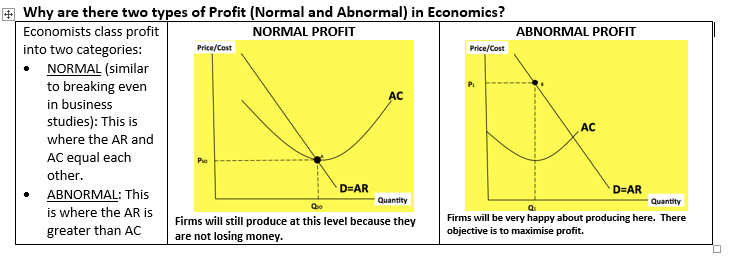 Why are there two types of Profit (Normal and Abnormal) in Economics?
Economists class profit
into two categories:
• NORMAL (similar
to breaking even
in business
studies): This is
where the AR and
AC equal each
other.
• ABNORMAL: This
is where the AR is
greater than AC
NORMAL PROFIT
Price/Cost
AC
A
P₅₀
D=AR
Quantity
Q₅₀
Firms will still produce at this level because they
are not losing money.
ABNORMAL PROFIT
Price/Cost
P₁
AC
D=AR
Quantity
Q₁
Firms will be very happy about producing here. There
objective is to maximise profit.